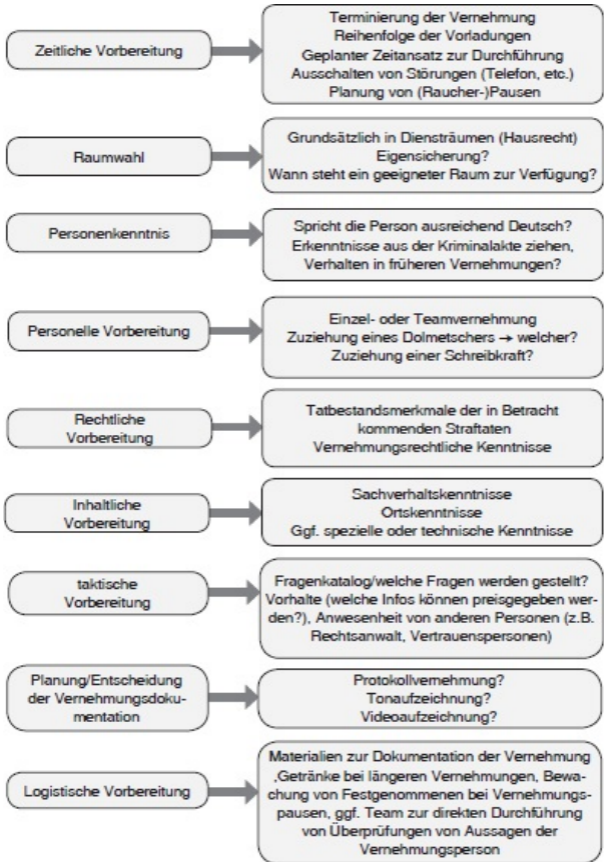 Zeitliche Vorbereitung
Terminierung der Vernehmung
Reihenfolge der Vorladungen
Geplanter Zeitansatz zur Durchführung
Ausschalten von Störungen (Telefon, etc.)
Planung von (Raucher-)Pausen
Raumwahl
Grundsätzlich in Diensträumen (Hausrecht)
Eigensicherung?
Wann steht ein geeigneter Raum zur Verfügung?
Personenkenntnis
Spricht die Person ausreichend Deutsch?
Erkenntnisse aus der Kriminalakte ziehen,
Verhalten in früheren Vernehmungen?
Personelle Vorbereitung
Einzel- oder Teamvernehmung
Zuziehung eines Dolmetschers → welcher?
Zuziehung einer Schreibkraft?
Rechtliche
Vorbereitung
Tatbestandsmerkmale der in Betracht
kommenden Straftaten
Vernehmungsrechtliche Kenntnisse
Inhaltliche
Vorbereitung
Sachverhaltskenntnisse
Ortskenntnisse
Ggf. spezielle oder technische Kenntnisse
taktische
Vorbereitung
Fragenkatalog/welche Fragen werden gestellt?
Vorhalte (welche Infos können preisgegeben wer-
den?), Anwesenheit von anderen Personen (z.B.
Rechtsanwalt, Vertrauenspersonen)
Planung/Entscheidung
der Vernehmungsdoku-
mentation
Protokollvernehmung?
Tonaufzeichnung?
Videoaufzeichnung?
Logistische Vorbereitung
Materialien zur Dokumentation der Vernehmung
,Getränke bei längeren Vernehmungen, Bewa-
chung von Festgenommenen bei Vernehmungs-
pausen, ggf. Team zur direkten Durchführung
von Überprüfungen von Aussagen der
Vernehmungsperson